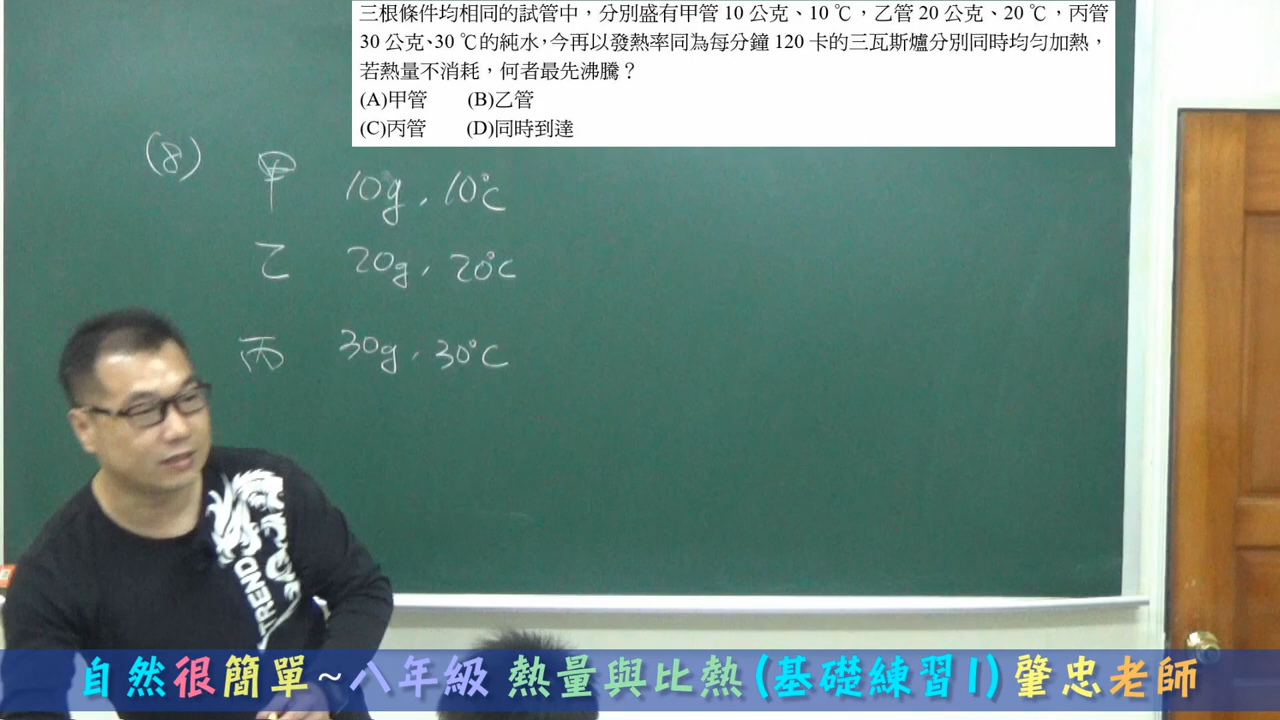 三根條件均相同的試管中，分別盛有甲管 10 公克、10 ℃，乙管 20 公克、20 ℃，丙管
30 公克、30 ℃的純水，今再以發熱率同為每分鐘 120 卡的三瓦斯爐分別同時均勻加熱，
若熱量不消耗，何者最先沸騰？
(A)甲管 (B)乙管
(C)丙管 (D)同時到達
(8) 甲 10g，10℃
乙 20g，20℃
丙 30g，30℃
TREND
自然很簡單~八年級 熱量與比熱(基礎練習1)肇忠老師